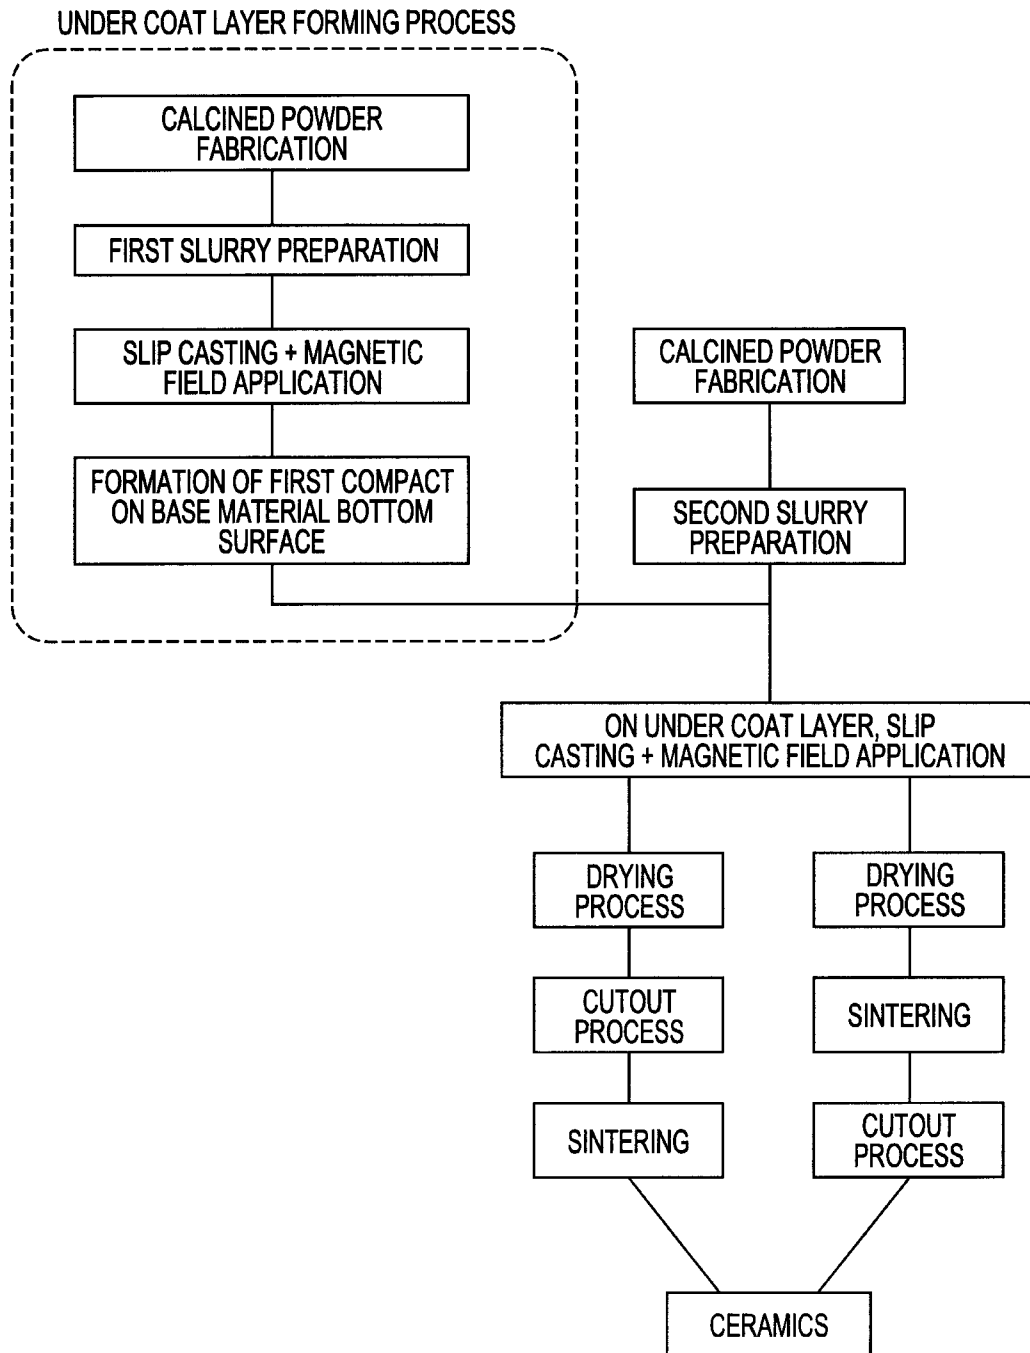 UNDER COAT LAYER FORMING PROCESS
CALCINED POWDER
FABRICATION
FIRST SLURRY PREPARATION
SLIP CASTING + MAGNETIC
FIELD APPLICATION
FORMATION OF FIRST COMPACT
ON BASE MATERIAL BOTTOM
SURFACE
CALCINED POWDER
FABRICATION
SECOND SLURRY
PREPARATION
ON UNDER COAT LAYER, SLIP
CASTING + MAGNETIC FIELD APPLICATION
DRYING
PROCESS
CUTOUT
PROCESS
SINTERING
DRYING
PROCESS
SINTERING
CUTOUT
PROCESS
CERAMICS